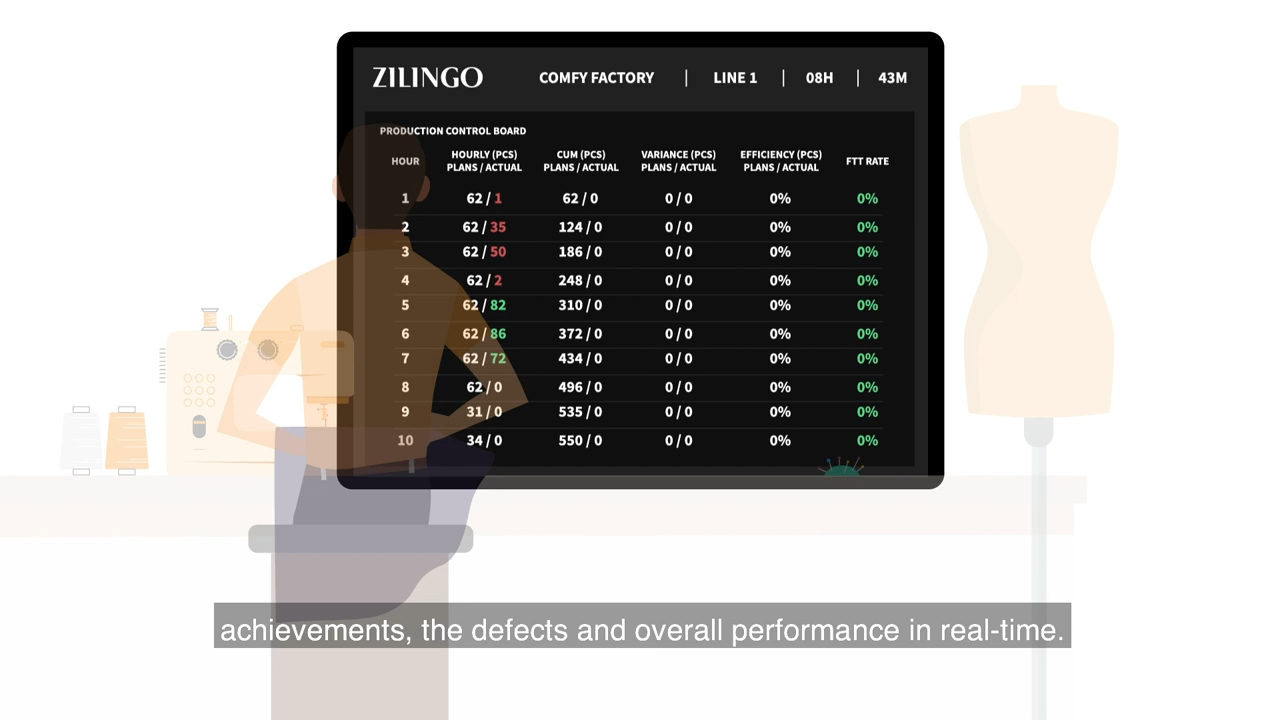 ZILINGO COMFY FACTORY | LINE 1 | 08H | 43M
PRODUCTION CONTROL BOARD
HOUR HOURLY (PCS) PLANS / ACTUAL CUM (PCS) PLANS / ACTUAL VARIANCE (PCS) PLANS / ACTUAL EFFICIENCY (PCS) PLANS / ACTUAL FTT RATE
1 62 / 1 62 / 0 0 / 0 0% 0%
2 62 / 35 124 / 0 0 / 0 0% 0%
3 62 / 50 186 / 0 0 / 0 0% 0%
4 62 / 2 248 / 0 0 / 0 0% 0%
5 62 / 82 310 / 0 0 / 0 0% 0%
6 62 / 86 372 / 0 0 / 0 0% 0%
7 62 / 72 434 / 0 0 / 0 0% 0%
8 62 / 0 496 / 0 0 / 0 0% 0%
9 31 / 0 535 / 0 0 / 0 0% 0%
10 34 / 0 550 / 0 0 / 0 0% 0%
achievements, the defects and overall performance in real-time.